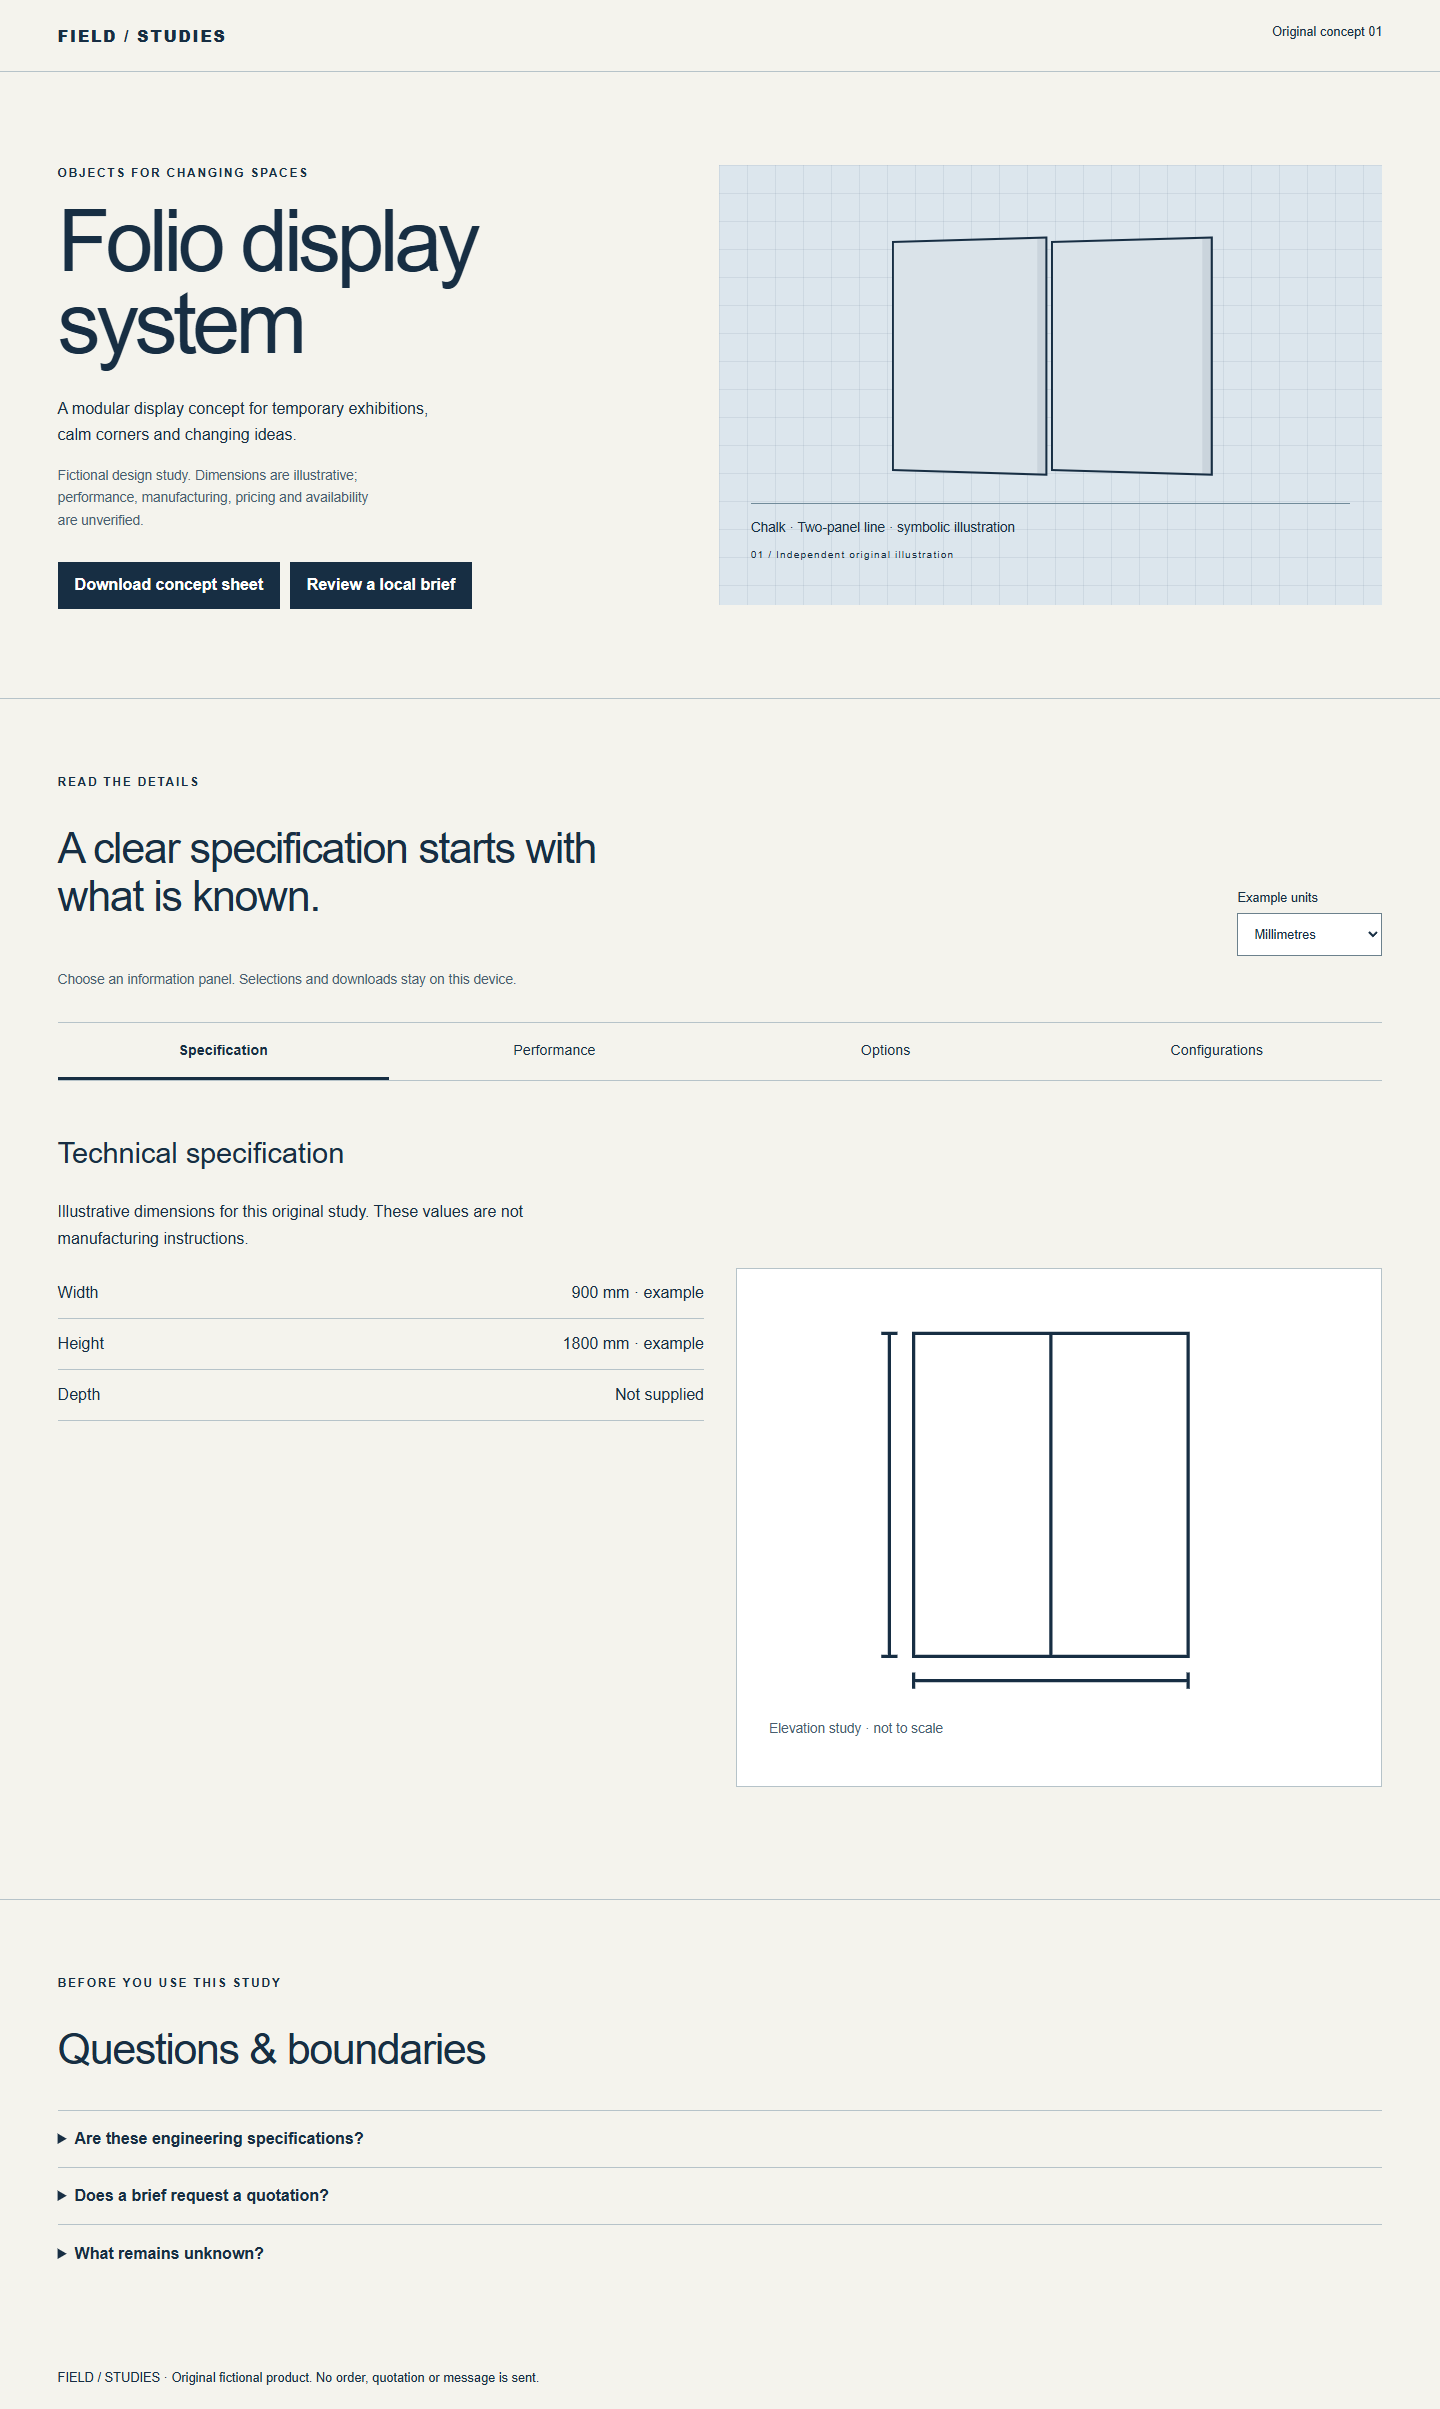 FIELD / STUDIES
Original concept 01
OBJECTS FOR CHANGING SPACES
Folio display
system
A modular display concept for temporary exhibitions,
calm corners and changing ideas.
Fictional design study. Dimensions are illustrative;
performance, manufacturing, pricing and availability
are unverified.
Download concept sheet
Review a local brief
Chalk · Two-panel line · symbolic illustration
01 / Independent original illustration
READ THE DETAILS
A clear specification starts with
what is known.
Example units
Millimetres
Choose an information panel. Selections and downloads stay on this device.
Specification
Performance
Options
Configurations
Technical specification
Illustrative dimensions for this original study. These values are not
manufacturing instructions.
Width 900 mm · example
Height 1800 mm · example
Depth Not supplied
Elevation study · not to scale
BEFORE YOU USE THIS STUDY
Questions & boundaries
Are these engineering specifications?
Does a brief request a quotation?
What remains unknown?
FIELD / STUDIES · Original fictional product. No order, quotation or message is sent.